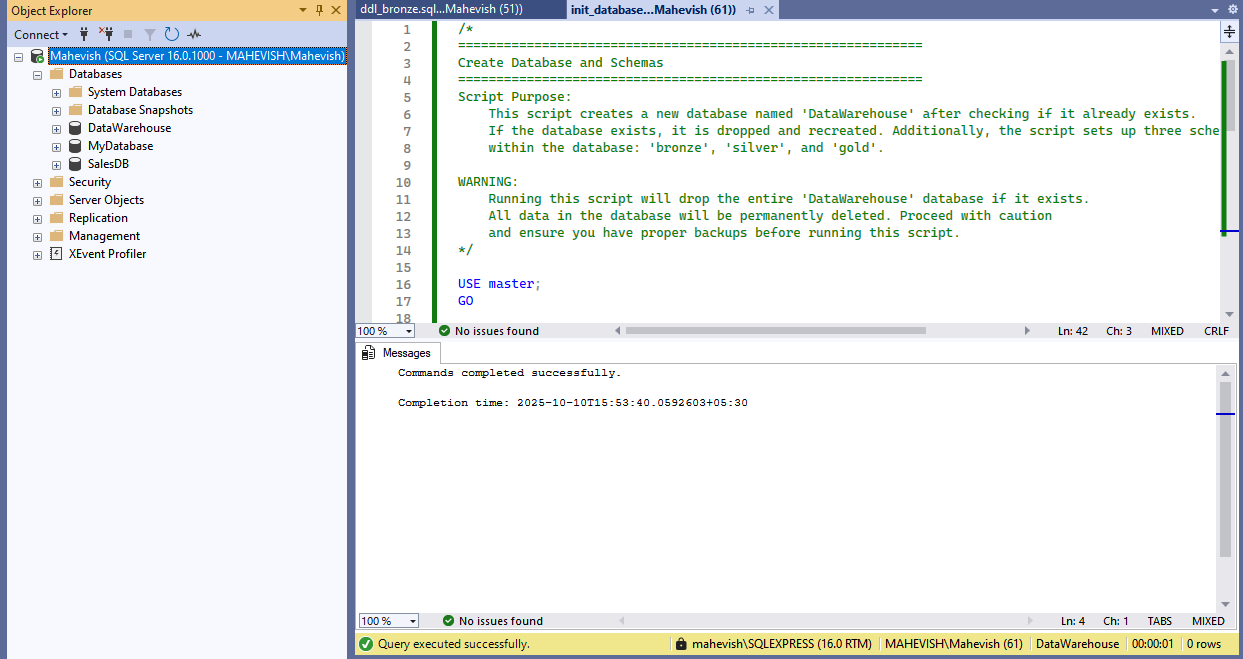 Object Explorer
Connect
Mahevish (SQL Server 16.0.1000 - MAHEVISH\Mahevish)
Databases
System Databases
Database Snapshots
DataWarehouse
MyDatabase
SalesDB
Security
Server Objects
Replication
Management
XEvent Profiler
ddl_bronze.sql...Mahevish (51))
init_database...Mahevish (61))
1 /*
2 =============================================================
3 Create Database and Schemas
4 =============================================================
5 Script Purpose:
6 This script creates a new database named 'DataWarehouse' after checking if it already exists.
7 If the database exists, it is dropped and recreated. Additionally, the script sets up three sche
8 within the database: 'bronze', 'silver', and 'gold'.
9
10 WARNING:
11 Running this script will drop the entire 'DataWarehouse' database if it exists.
12 All data in the database will be permanently deleted. Proceed with caution
13 and ensure you have proper backups before running this script.
14 */
15
16 USE master;
17 GO
18
100 % No issues found Ln: 42 Ch: 3 MIXED CRLF
Messages
Commands completed successfully.
Completion time: 2025-10-10T15:53:40.0592603+05:30
100 % No issues found Ln: 4 Ch: 1 TABS MIXED
Query executed successfully. mahevish\SQLEXPRESS (16.0 RTM) MAHEVISH\Mahevish (61) DataWarehouse 00:00:01 0 rows